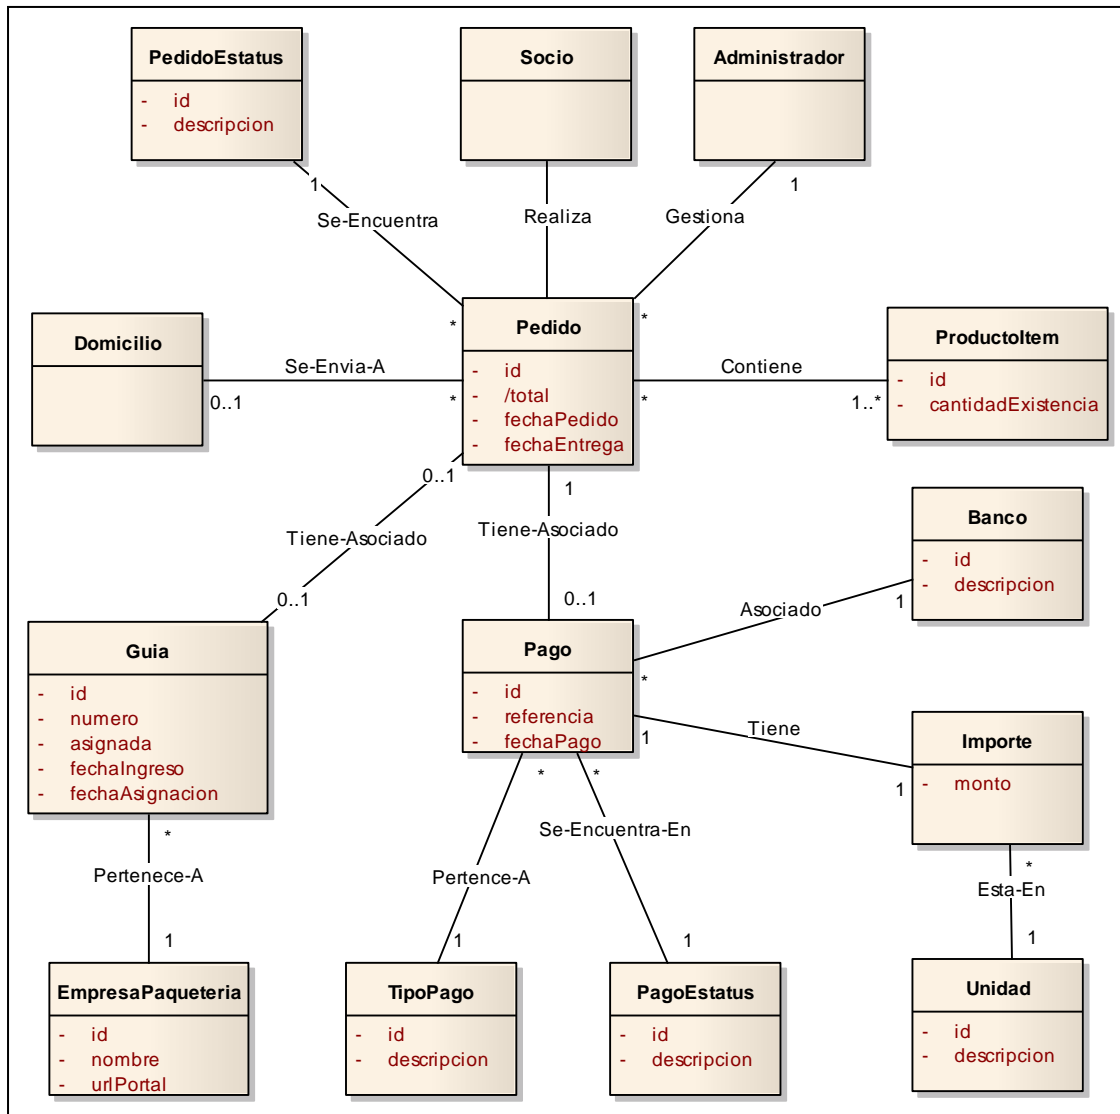 PedidoEstatus
- id
- descripcion
Socio
Administrador
1
Se-Encuentra
*
Realiza
1
Gestiona
*
Domicilio
Se-Envia-A
0..1
*
Pedido
- id
- /total
- fechaPedido
- fechaEntrega
Contiene
*
1..*
ProductoItem
- id
- cantidadExistencia
0..1
Tiene-Asociado
0..1
1
Tiene-Asociado
0..1
Banco
- id
- descripcion
Asociado
1
*
Guia
- id
- numero
- asignada
- fechaIngreso
- fechaAsignacion
Pago
- id
- referencia
- fechaPago
1
Tiene
1
Importe
- monto
*
Pertenece-A
1
*
Pertence-A
1
*
Se-Encuentra-En
1
*
Esta-En
1
EmpresaPaqueteria
- id
- nombre
- urlPortal
TipoPago
- id
- descripcion
PagoEstatus
- id
- descripcion
Unidad
- id
- descripcion